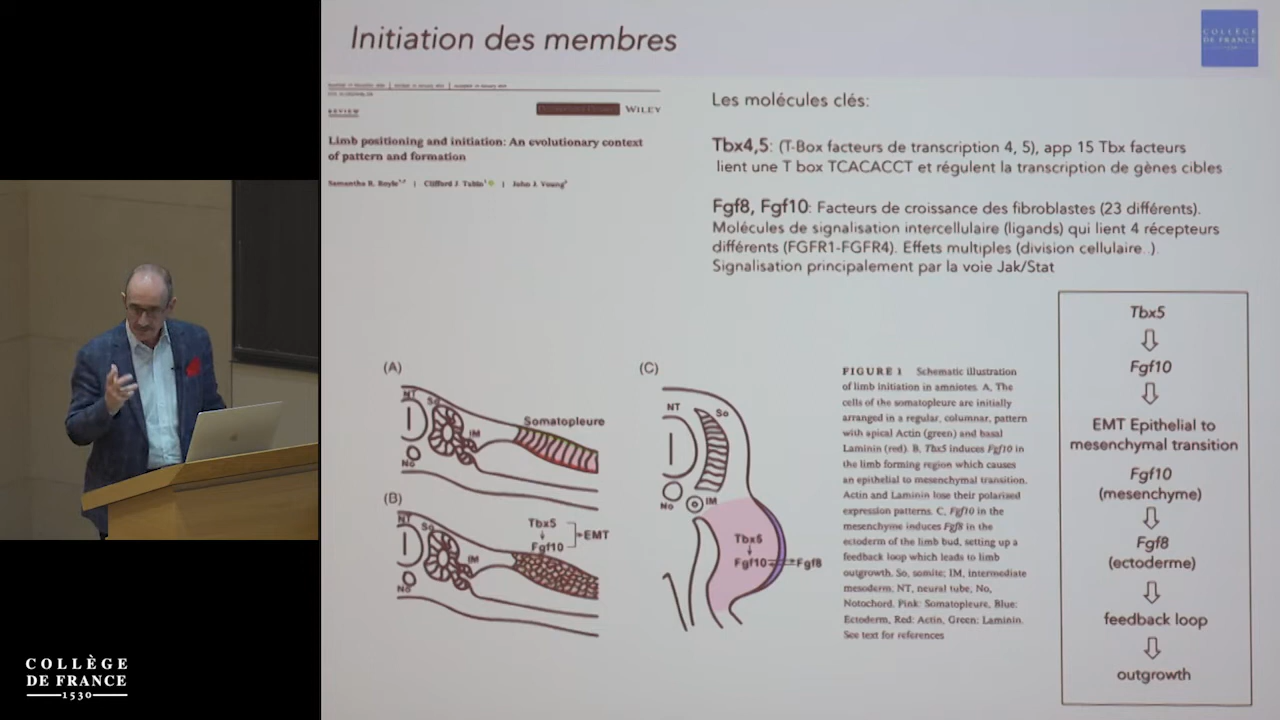 Initiation des membres
COLLÈGE
DE FRANCE
1530
REVIEW
WILEY
Limb positioning and initiation: An evolutionary context
of pattern and formation
Clifford J. Tabin | John J. Young
Les molécules clés:
Tbx4,5: (T-Box facteurs de transcription 4, 5), app 15 Tbx facteurs
lient une T box TCACACCT et régulent la transcription de gènes cibles
Fgf8, Fgf10: Facteurs de croissance des fibroblastes (23 différents).
Molécules de signalisation intercellulaire (ligands) qui lient 4 récepteurs
différents (FGFR1-FGFR4). Effets multiples (division cellulaire..).
Signalisation principalement par la voie Jak/Stat
(A)
NT
So
IM
No
Somatopleure
(B)
NT
So
IM
No
Tbx5
Fgf10
EMT
(C)
NT
So
No
IM
Tbx5
Fgf10
Fgf8
FIGURE 1 Schematic illustration
of limb initiation in amniotes. A, The
cells of the somatopleure are initially
arranged in a regular, columnar, pattern
with apical Actin (green) and basal
Laminin (red). B, Tbx5 induces Fgf10 in
the limb forming region which causes
an epithelial to mesenchymal transition.
Actin and Laminin lose their polarised
expression patterns. C, Fgf10 in the
mesenchyme induces Fgf8 in the
ectoderm of the limb bud, setting up a
feedback loop which leads to limb
outgrowth. So, somite; IM, intermediate
mesoderm; NT, neural tube, No,
Notochord. Pink: Somatopleure, Blue:
Ectoderm, Red: Actin, Green: Laminin.
See text for references
Tbx5
Fgf10
EMT Epithelial to
mesenchymal transition
Fgf10
(mesenchyme)
Fgf8
(ectoderme)
feedback loop
outgrowth
COLLÈGE
DE FRANCE
1530